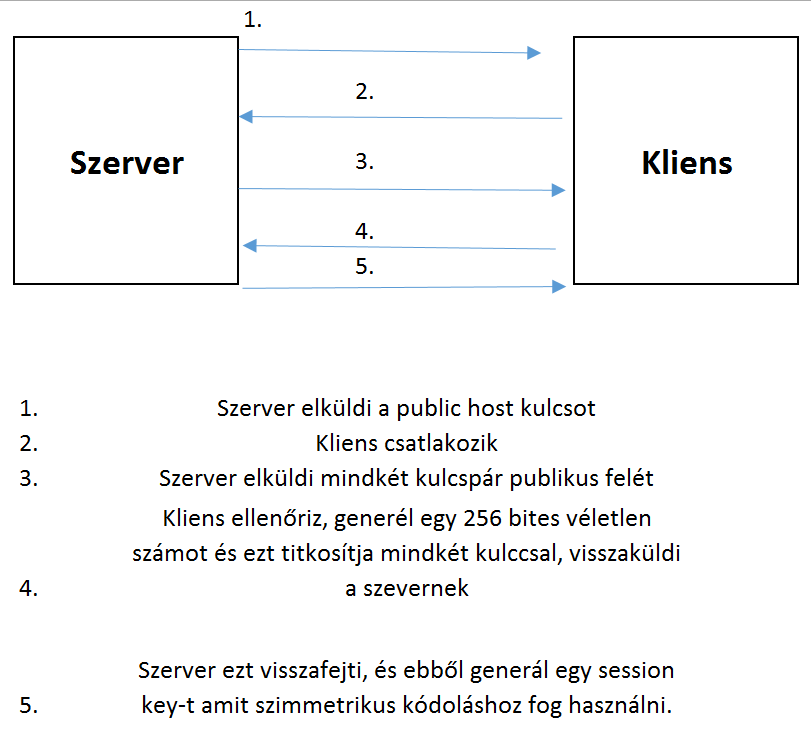 1.
2.
Szerver
3.
Kliens
4.
5.
1. Szerver elküldi a public host kulcsot
2. Kliens csatlakozik
3. Szerver elküldi mindkét kulcspár publikus felét
Kliens ellenőriz, generél egy 256 bites véletlen
számot és ezt titkosítja mindkét kulccsal, visszaküldi
4. a szevernek
Szerver ezt visszafejti, és ebből generál egy session
5. key-t amit szimmetrikus kódoláshoz fog használni.